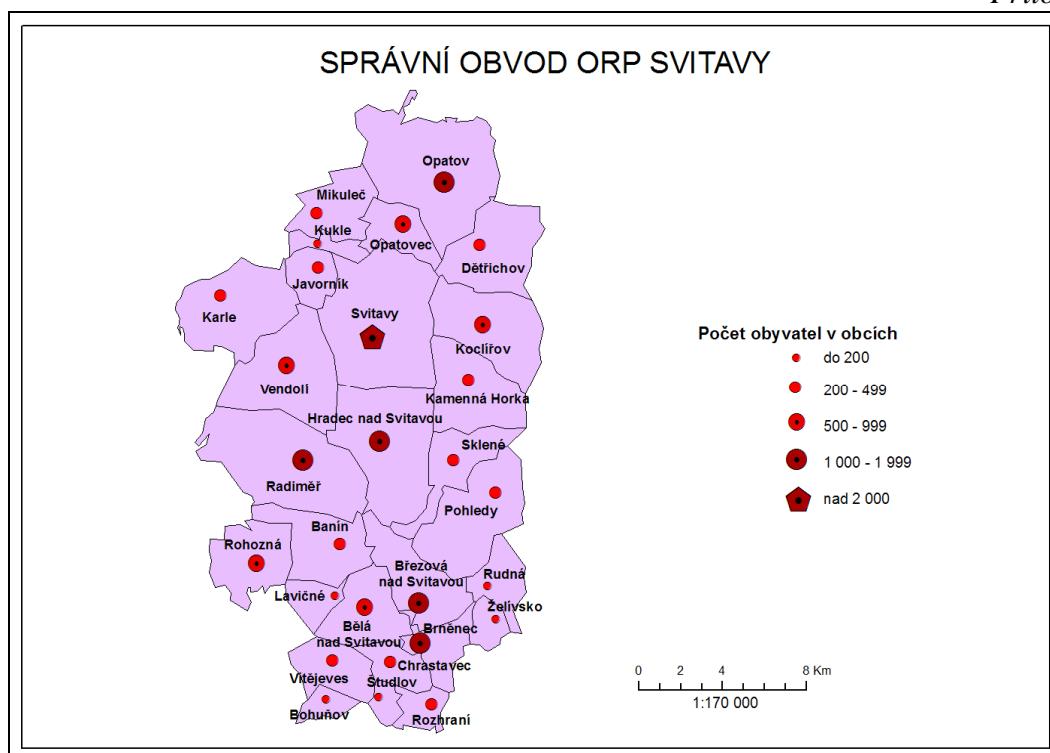 SPRÁVNÍ OBVOD ORP SVITAVY
Opatov
Mikuleč
Kukle
Opatovec
Dětřichov
Javorník
Karle
Svitavy
Koclířov
Vendolí
Kamenná Horka
Hradec nad Svitavou
Sklené
Radiměř
Pohledy
Banín
Rohozná
Březová
nad Svitavou
Rudná
Lavičné
Želivsko
Bělá
nad Svitavou
Brněnec
Chrastavec
Vítějeves
Študlov
Bohuňov
Rozhraní
Počet obyvatel v obcích
do 200
200 - 499
500 - 999
1 000 - 1 999
nad 2 000
0 2 4 8 Km
1:170 000